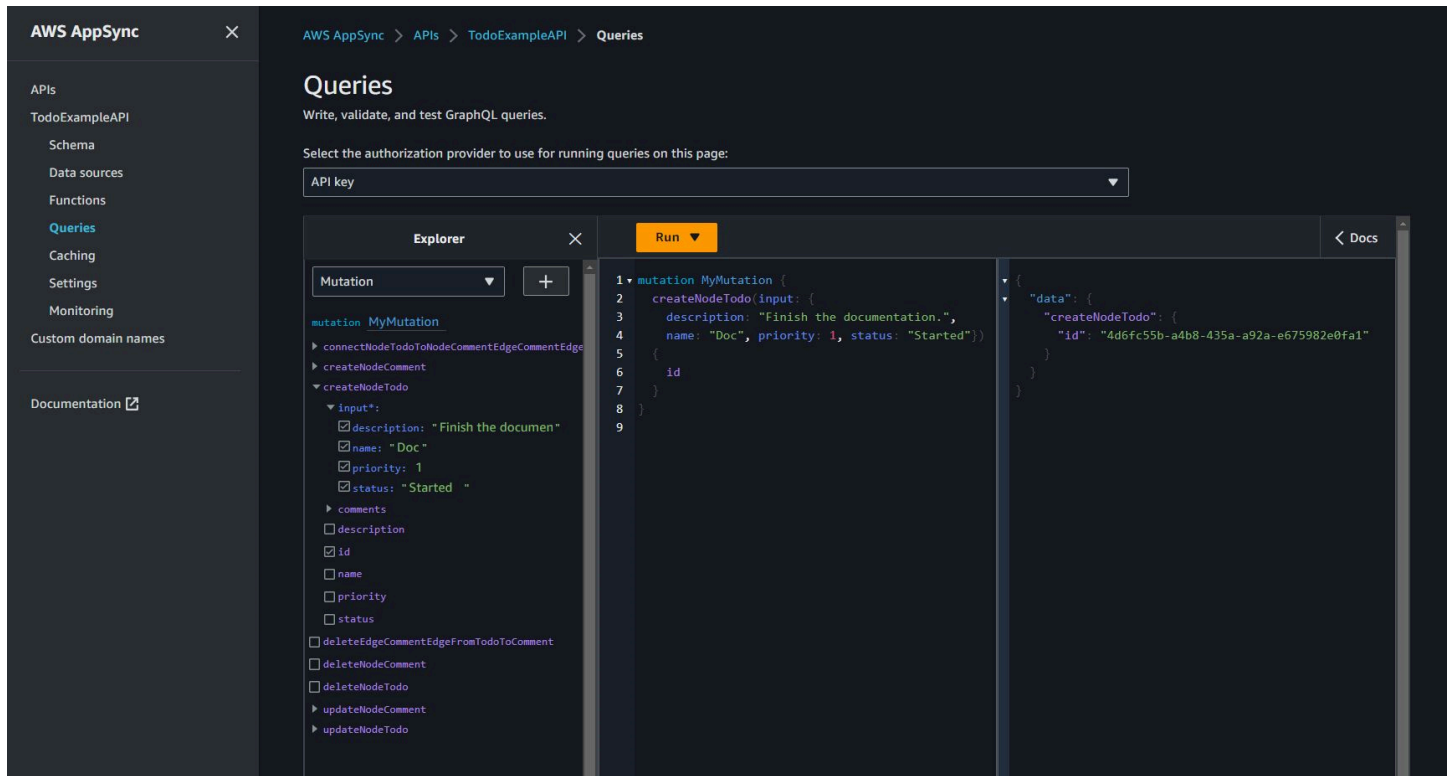 AWS AppSync
APIs
TodoExampleAPI
Schema
Data sources
Functions
Queries
Caching
Settings
Monitoring
Custom domain names
Documentation
AWS AppSync > APIs > TodoExampleAPI > Queries
Queries
Write, validate, and test GraphQL queries.
Select the authorization provider to use for running queries on this page:
API key
Explorer
Mutation
+
mutation MyMutation
connectNodeTodoToNodeCommentEdgeCommentEdge
createNodeComment
createNodeTodo
input*:
description: "Finish the documen"
name: "Doc"
priority: 1
status: "Started "
comments
description
id
name
priority
status
deleteEdgeCommentEdgeFromTodoToComment
deleteNodeComment
deleteNodeTodo
updateNodeComment
updateNodeTodo
Run
Docs
1 mutation MyMutation {
2 createNodeTodo(input: {
3 description: "Finish the documentation.",
4 name: "Doc", priority: 1, status: "Started"})
5 {
6 id
7 }
8 }
9
{
"data": {
"createNodeTodo": {
"id": "4d6fc55b-a4b8-435a-a92a-e675982e0fa1"
}
}
}